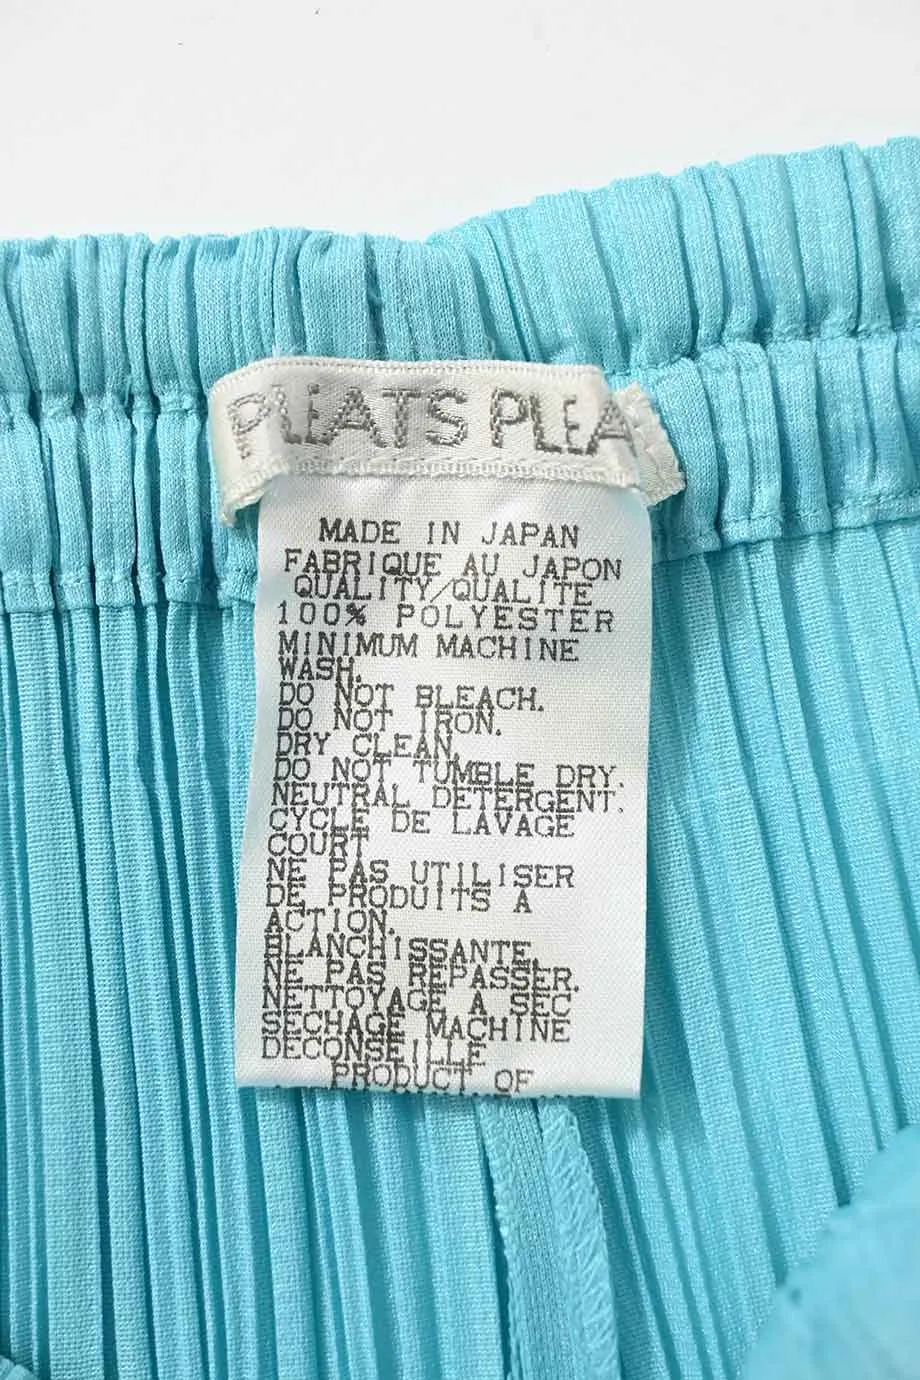 PLEATS PLEA
MADE IN JAPAN
FABRIQUE AU JAPON
QUALITY/QUALITE
100% POLYESTER
MINIMUM MACHINE
WASH.
DO NOT BLEACH.
DO NOT IRON.
DRY CLEAN.
DO NOT TUMBLE DRY.
NEUTRAL DETERGENT.
CYCLE DE LAVAGE
COURT
NE PAS UTILISER
DE PRODUITS A
ACTION.
BLANCHISSANTE.
NE PAS REPASSER.
NETTOYAGE A SEC
SECHAGE MACHINE
DECONSEILLE
PRODUCT OF